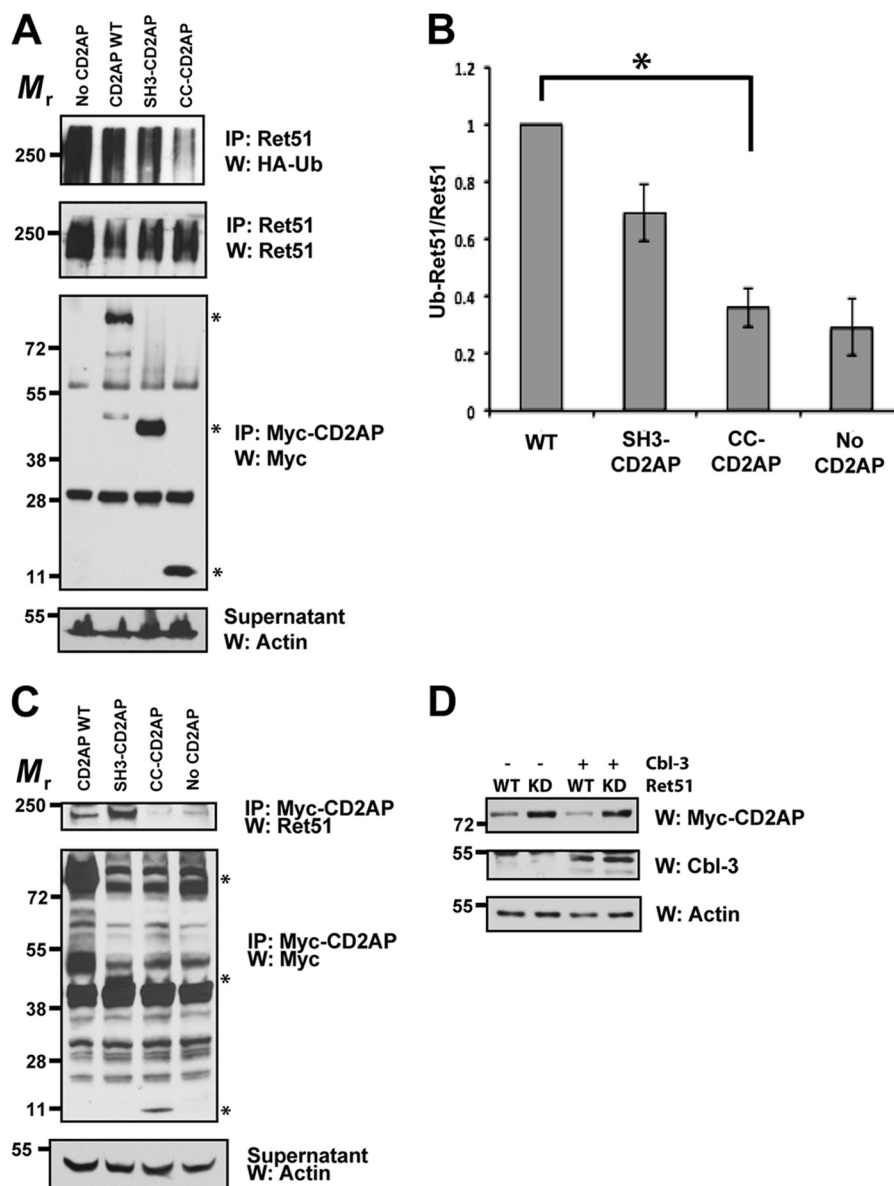 A
Mr
No CD2AP
CD2AP WT
SH3-CD2AP
CC-CD2AP
250
IP: Ret51
W: HA-Ub
250
IP: Ret51
W: Ret51
*
72
55
*
IP: Myc-CD2AP
W: Myc
38
28
11
*
55
Supernatant
W: Actin
B
*
Ub-Ret51/Ret51
1.2
1
0.8
0.6
0.4
0.2
0
WT
SH3-
CD2AP
CC-
CD2AP
No
CD2AP
C
Mr
CD2AP WT
SH3-CD2AP
CC-CD2AP
No CD2AP
250
IP: Myc-CD2AP
W: Ret51
*
72
55
IP: Myc-CD2AP
W: Myc
*
38
28
11
*
55
Supernatant
W: Actin
D
- - + + Cbl-3
WT KD WT KD Ret51
72
W: Myc-CD2AP
55
W: Cbl-3
55
W: Actin